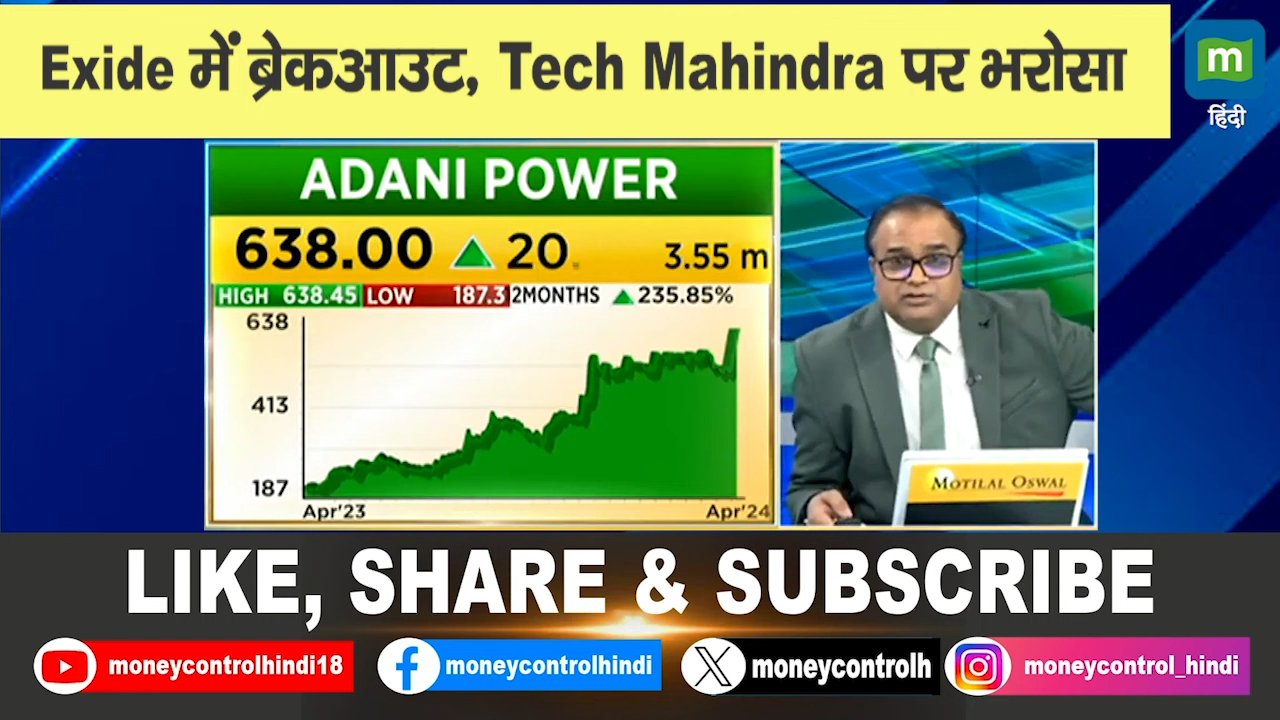 Exide में ब्रेकआउट, Tech Mahindra पर भरोसा
m
हिंदी
ADANI POWER
638.00 20 3.55 m
HIGH 638.45 LOW 187.3 2MONTHS 235.85%
638
413
187
Apr'23 Apr'24
MOTILAL OSWAL
LIKE, SHARE & SUBSCRIBE
moneycontrolhindi18 moneycontrolhindi moneycontrolh moneycontrol_hindi